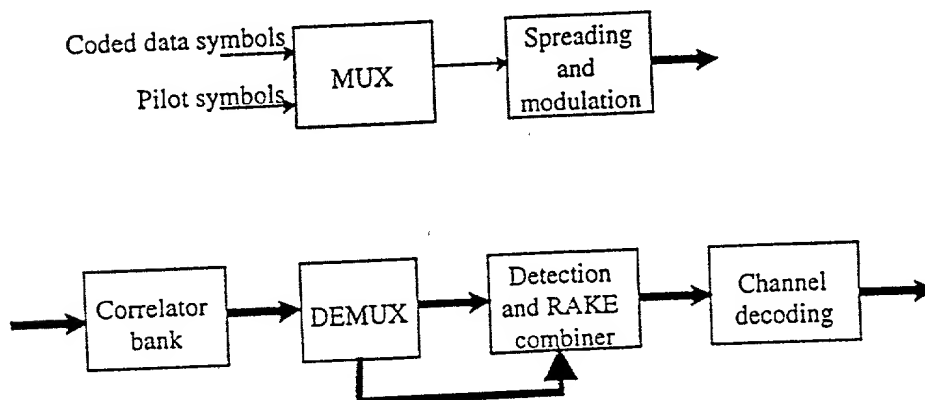 Coded data symbols
Pilot symbols
MUX
Spreading
and
modulation
Correlator
bank
DEMUX
Detection
and RAKE
combiner
Channel
decoding